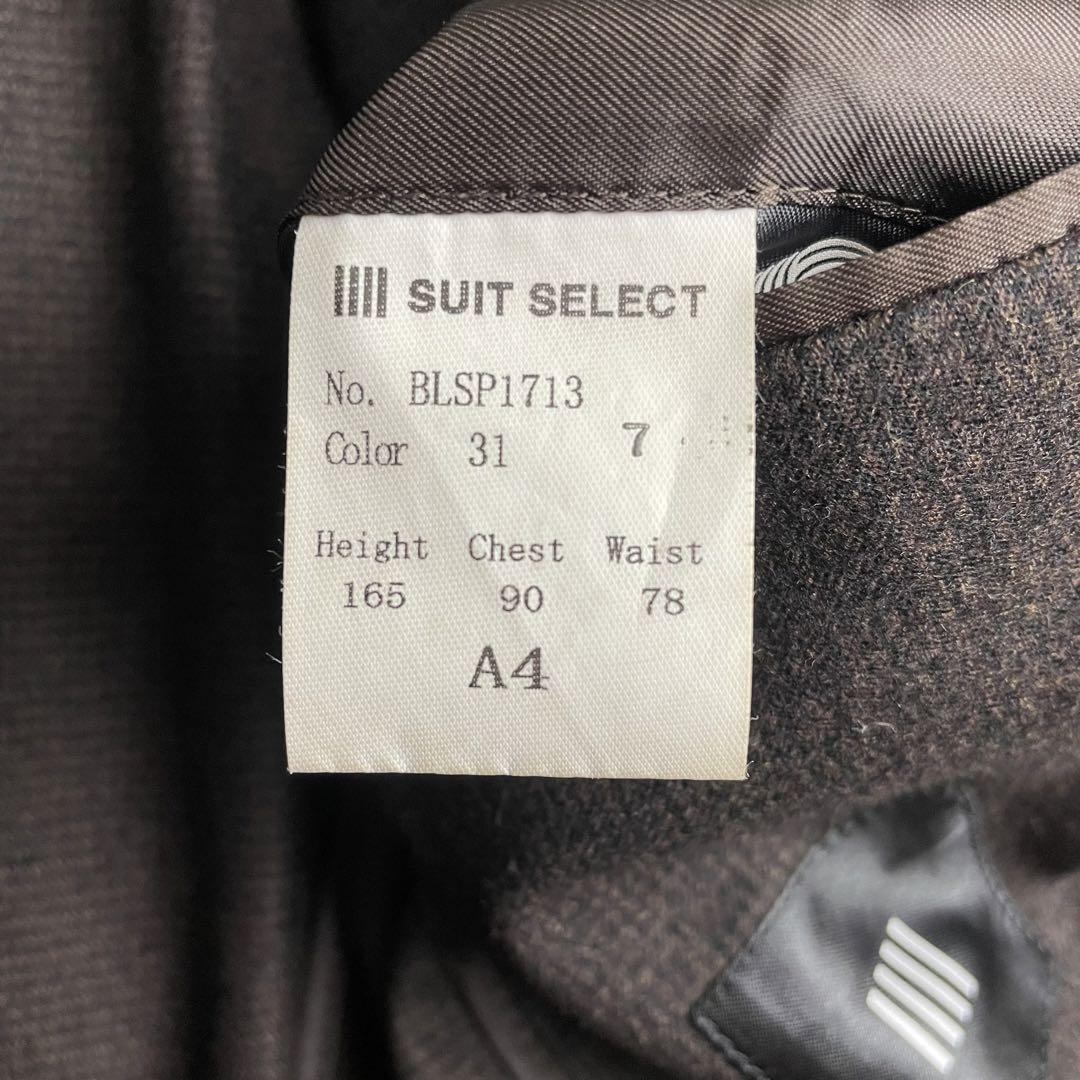 SUIT SELECT
No. BLSP1713
Color 31 7
Height Chest Waist
165 90 78
A4